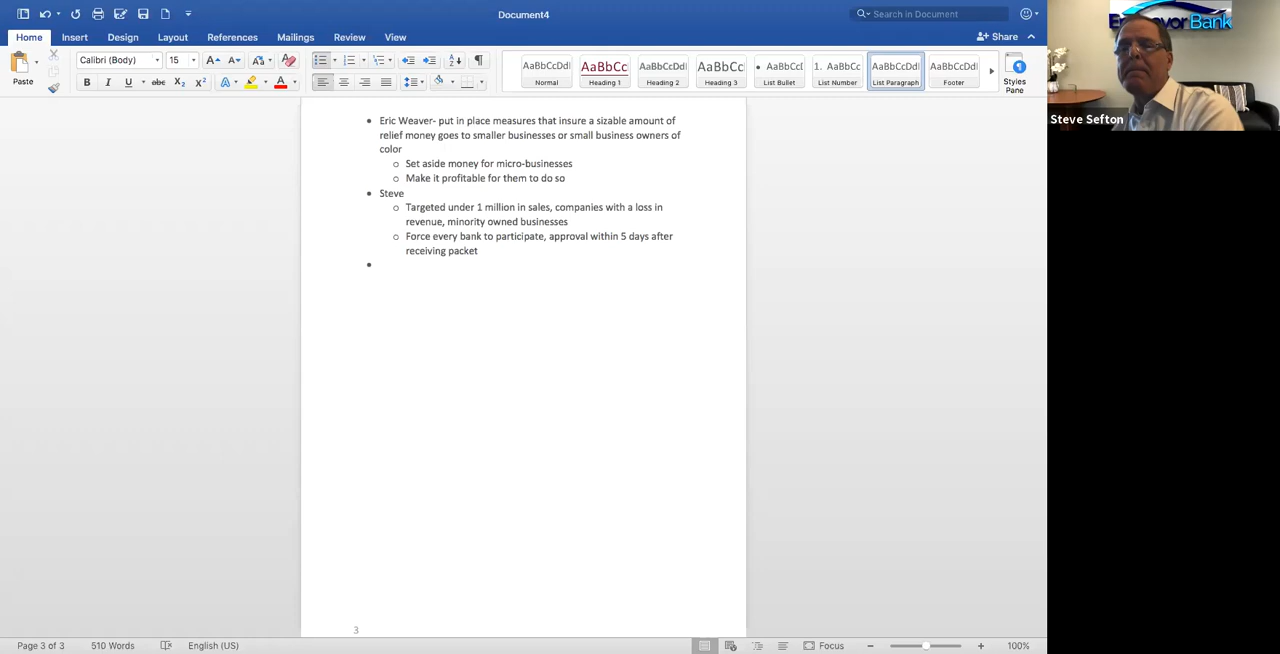 Document4
Search in Document
Home Insert Design Layout References Mailings Review View
Share
Paste
Calibri (Body) 15
B I U abc X2 X2 A A
AaBbCcDdI AaBbCc AaBbCcDdI AaBbCc AaBbCcI 1. AaBbCc AaBbCcDdI AaBbCcDdI
Normal Heading 1 Heading 2 Heading 3 List Bullet List Number List Paragraph Footer
Styles
Pane
Bank
Steve Sefton
• Eric Weaver- put in place measures that insure a sizable amount of
relief money goes to smaller businesses or small business owners of
color
o Set aside money for micro-businesses
o Make it profitable for them to do so
• Steve
o Targeted under 1 million in sales, companies with a loss in
revenue, minority owned businesses
o Force every bank to participate, approval within 5 days after
receiving packet
•
3
Page 3 of 3 510 Words English (US) Focus 100%